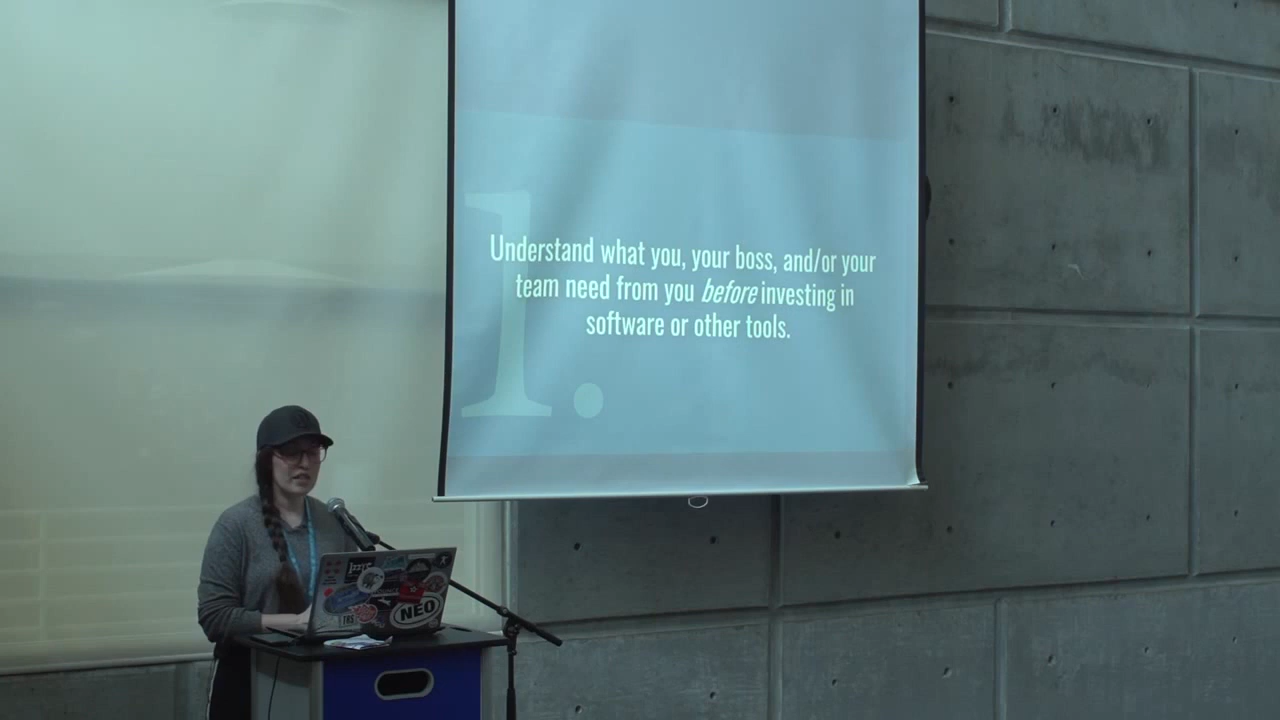 1.
Understand what you, your boss, and/or your
team need from you before investing in
software or other tools.
NEO
TRS